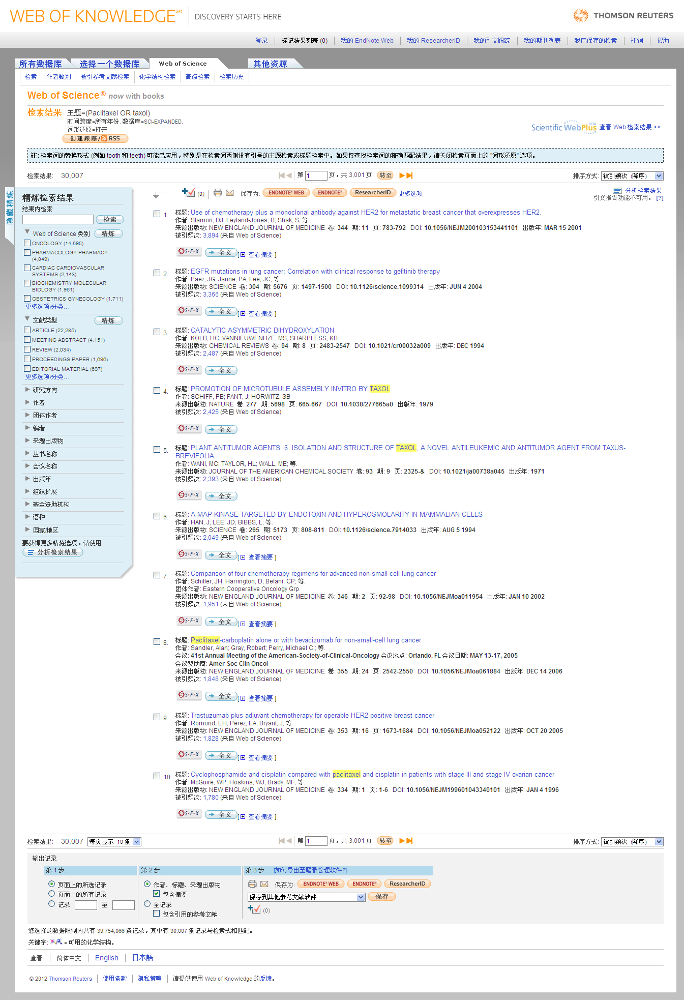 WEB OF KNOWLEDGE℠ DISCOVERY STARTS HERE
THOMSON REUTERS
登录 标记结果列表 (0) 我的 EndNote Web 我的 ResearcherID 我的引文跟踪 我的期刊列表 我已保存的检索 注销 帮助
所有数据库 选择一个数据库 Web of Science 其他资源
检索 作者甄别 被引参考文献检索 化学结构检索 高级检索 检索历史
Web of Science® now with books
检索结果 主题=(Paclitaxel OR taxol)
时间跨度=所有年份. 数据库=SCI-EXPANDED.
词形还原=打开
创建跟踪/ RSS
Scientific WebPlus BETA 查看 Web 检索结果 >>
注: 检索词的替换形式 (例如 tooth 和 teeth) 可能已应用，特别是在检索词两侧没有引号的主题检索或标题检索中。如果仅查找检索词的精确匹配结果，请关闭检索页面上的 "词形还原" 选项。
检索结果: 30,007 第 1 页，共 3,001 页 转至 排序方式: 被引频次 (降序)
隐藏精炼
精炼检索结果
结果内检索
检索
Web of Science 类别 精炼
ONCOLOGY (14,590)
PHARMACOLOGY PHARMACY
(4,049)
CARDIAC CARDIOVASCULAR
SYSTEMS (2,143)
BIOCHEMISTRY MOLECULAR
BIOLOGY (1,961)
OBSTETRICS GYNECOLOGY (1,711)
更多选项/分类...
文献类型 精炼
ARTICLE (22,285)
MEETING ABSTRACT (4,151)
REVIEW (2,034)
PROCEEDINGS PAPER (1,696)
EDITORIAL MATERIAL (697)
更多选项/分类...
研究方向
作者
团体作者
编者
来源出版物
丛书名称
会议名称
出版年
组织扩展
基金资助机构
语种
国家/地区
要获得更多精炼选项，请使用
分析检索结果
(0) 保存为: ENDNOTE® WEB ENDNOTE® ResearcherID 更多选项
分析检索结果
引文报告功能不可用。 [?]
1. 标题: Use of chemotherapy plus a monoclonal antibody against HER2 for metastatic breast cancer that overexpresses HER2.
作者: Slamon, DJ; Leyland-Jones, B; Shak, S; 等.
来源出版物: NEW ENGLAND JOURNAL OF MEDICINE 卷: 344 期: 11 页: 783-792 DOI: 10.1056/NEJM200103153441101 出版年: MAR 15 2001
被引频次: 3,894 (来自 Web of Science)
S·F·X 全文 [ 查看摘要 ]
2. 标题: EGFR mutations in lung cancer: Correlation with clinical response to gefitinib therapy
作者: Paez, JG; Janne, PA; Lee, JC; 等.
来源出版物: SCIENCE 卷: 304 期: 5676 页: 1497-1500 DOI: 10.1126/science.1099314 出版年: JUN 4 2004
被引频次: 3,366 (来自 Web of Science)
S·F·X 全文 [ 查看摘要 ]
3. 标题: CATALYTIC ASYMMETRIC DIHYDROXYLATION
作者: KOLB, HC; VANNIEUWENHZE, MS; SHARPLESS, KB
来源出版物: CHEMICAL REVIEWS 卷: 94 期: 8 页: 2483-2547 DOI: 10.1021/cr00032a009 出版年: DEC 1994
被引频次: 2,487 (来自 Web of Science)
S·F·X 全文
4. 标题: PROMOTION OF MICROTUBULE ASSEMBLY INVITRO BY TAXOL
作者: SCHIFF, PB; FANT, J; HORWITZ, SB
来源出版物: NATURE 卷: 277 期: 5698 页: 665-667 DOI: 10.1038/277665a0 出版年: 1979
被引频次: 2,425 (来自 Web of Science)
S·F·X 全文
5. 标题: PLANT ANTITUMOR AGENTS .6. ISOLATION AND STRUCTURE OF TAXOL, A NOVEL ANTILEUKEMIC AND ANTITUMOR AGENT FROM TAXUS-
BREVIFOLIA
作者: WANI, MC; TAYLOR, HL; WALL, ME; 等.
来源出版物: JOURNAL OF THE AMERICAN CHEMICAL SOCIETY 卷: 93 期: 9 页: 2325-& DOI: 10.1021/ja00738a045 出版年: 1971
被引频次: 2,393 (来自 Web of Science)
S·F·X 全文
6. 标题: A MAP KINASE TARGETED BY ENDOTOXIN AND HYPEROSMOLARITY IN MAMMALIAN-CELLS
作者: HAN, J; LEE, JD; BIBBS, L; 等.
来源出版物: SCIENCE 卷: 265 期: 5173 页: 808-811 DOI: 10.1126/science.7914033 出版年: AUG 5 1994
被引频次: 2,049 (来自 Web of Science)
S·F·X 全文 [ 查看摘要 ]
7. 标题: Comparison of four chemotherapy regimens for advanced non-small-cell lung cancer
作者: Schiller, JH; Harrington, D; Belani, CP; 等.
团体作者: Eastern Cooperative Oncology Grp
来源出版物: NEW ENGLAND JOURNAL OF MEDICINE 卷: 346 期: 2 页: 92-98 DOI: 10.1056/NEJMoa011954 出版年: JAN 10 2002
被引频次: 1,951 (来自 Web of Science)
S·F·X 全文 [ 查看摘要 ]
8. 标题: Paclitaxel-carboplatin alone or with bevacizumab for non-small-cell lung cancer
作者: Sandler, Alan; Gray, Robert; Perry, Michael C.; 等.
会议: 41st Annual Meeting of the American-Society-of-Clinical-Oncology 会议地点: Orlando, FL 会议日期: MAY 13-17, 2005
会议赞助商: Amer Soc Clin Oncol
来源出版物: NEW ENGLAND JOURNAL OF MEDICINE 卷: 355 期: 24 页: 2542-2550 DOI: 10.1056/NEJMoa061884 出版年: DEC 14 2006
被引频次: 1,848 (来自 Web of Science)
S·F·X 全文 [ 查看摘要 ]
9. 标题: Trastuzumab plus adjuvant chemotherapy for operable HER2-positive breast cancer
作者: Romond, EH; Perez, EA; Bryant, J; 等.
来源出版物: NEW ENGLAND JOURNAL OF MEDICINE 卷: 353 期: 16 页: 1673-1684 DOI: 10.1056/NEJMoa052122 出版年: OCT 20 2005
被引频次: 1,828 (来自 Web of Science)
S·F·X 全文 [ 查看摘要 ]
10. 标题: Cyclophosphamide and cisplatin compared with paclitaxel and cisplatin in patients with stage III and stage IV ovarian cancer
作者: McGuire, WP; Hoskins, WJ; Brady, MF; 等.
来源出版物: NEW ENGLAND JOURNAL OF MEDICINE 卷: 334 期: 1 页: 1-6 DOI: 10.1056/NEJM199601043340101 出版年: JAN 4 1996
被引频次: 1,780 (来自 Web of Science)
S·F·X 全文 [ 查看摘要 ]
检索结果: 30,007 每页显示 10 条 第 1 页，共 3,001 页 转至 排序方式: 被引频次 (降序)
输出记录
第 1 步: 第 2 步: 第 3 步: [如何导出至题录管理软件?]
页面上的所选记录 作者、标题、来源出版物 保存为: ENDNOTE® WEB ENDNOTE® ResearcherID
页面上的所有记录 包含摘要 保存到其他参考文献软件 保存
记录 至 全记录 (0)
包含引用的参考文献
您选择的数据限制内共有 39,754,066 条记录，其中有 30,007 条记录与检索式相匹配。
关键字: = 可用的化学结构。
查看 简体中文 English 日本語
© 2012 Thomson Reuters 使用条款 隐私策略 请提供使用 Web of Knowledge 的反馈。